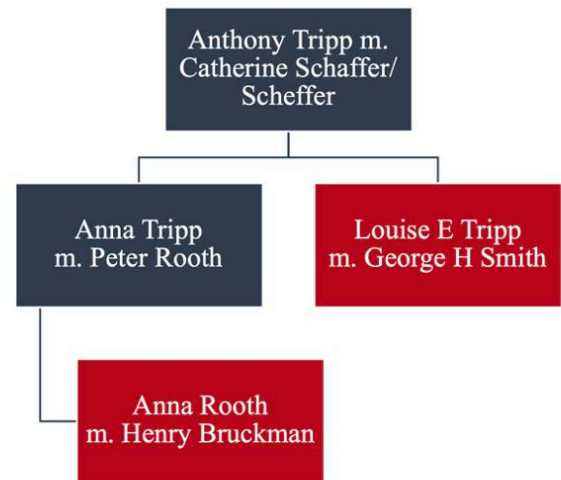 Anthony Tripp m.
Catherine Schaffer/
Scheffer
Anna Tripp
m. Peter Rooth
Louise E Tripp
m. George H Smith
Anna Rooth
m. Henry Bruckman